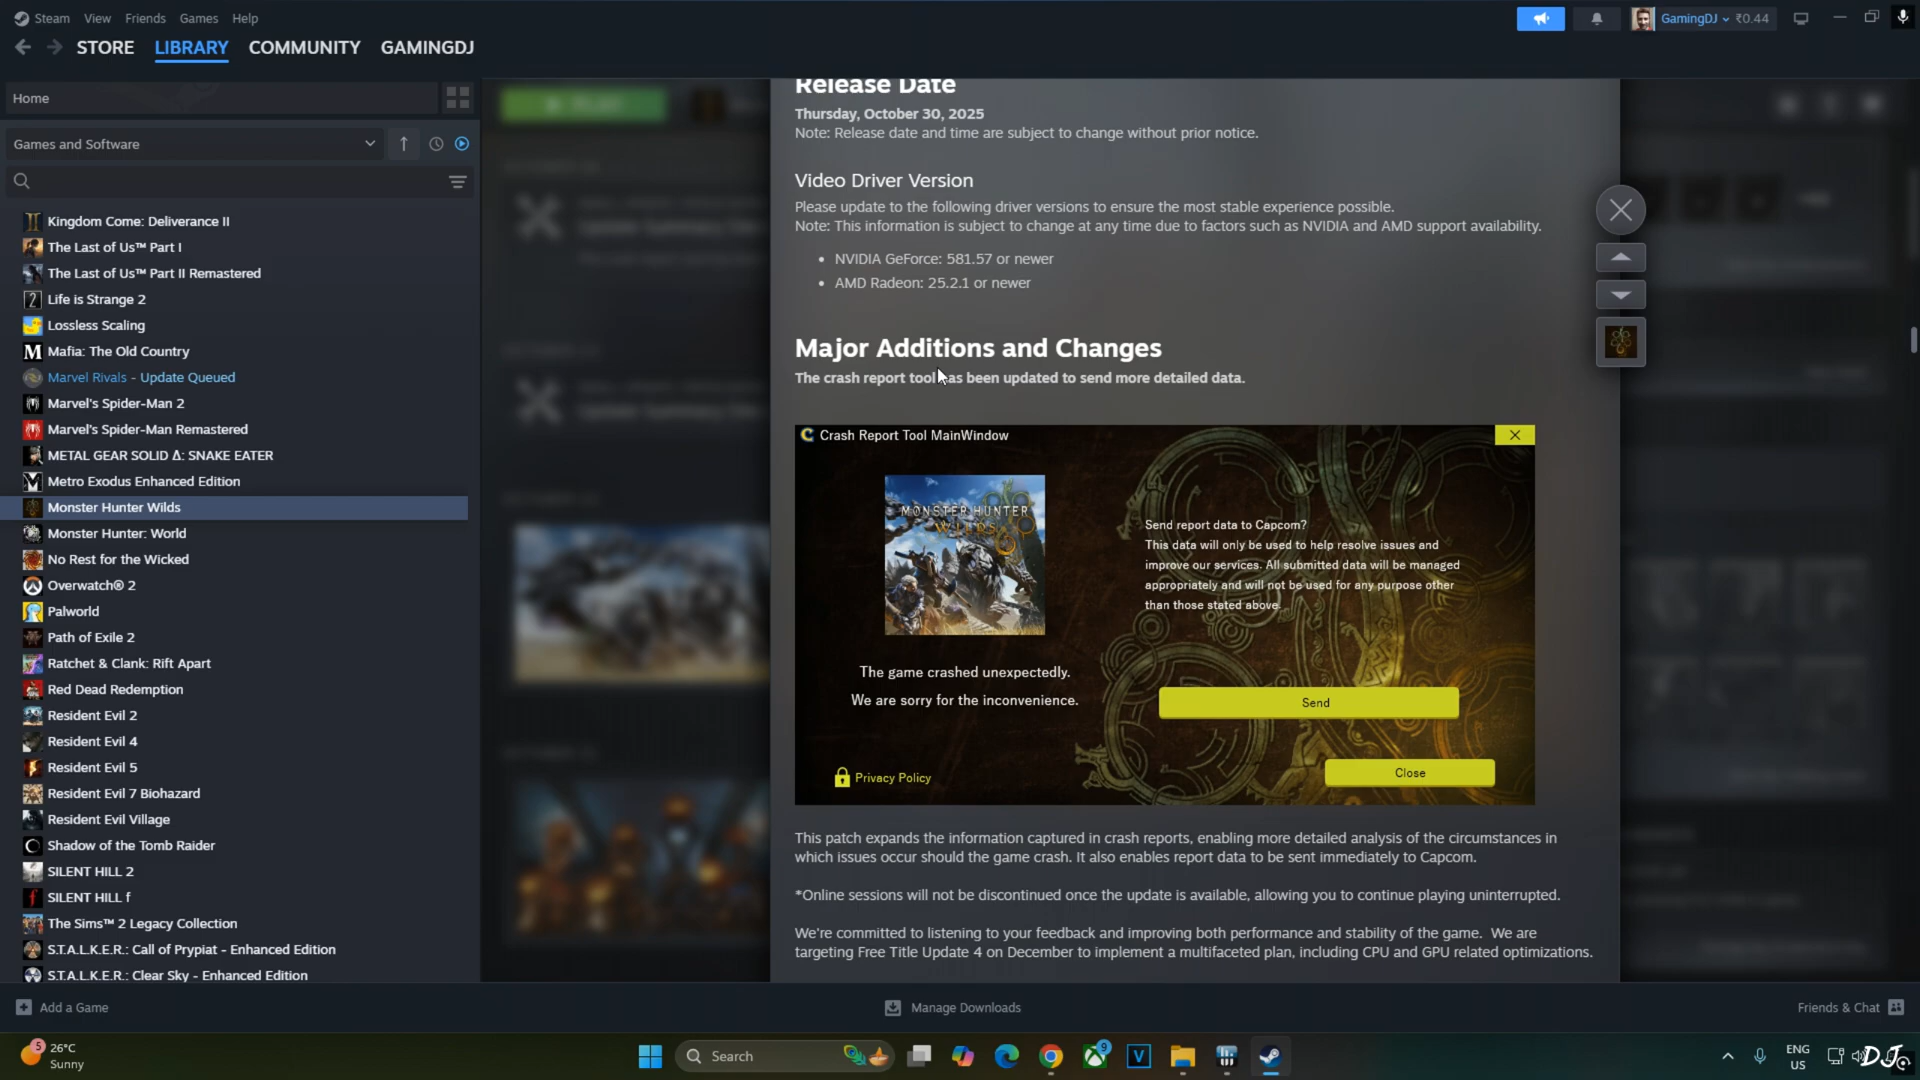 Steam View Friends Games Help
GamingDJ ₹0.44
STORE LIBRARY COMMUNITY GAMINGDJ
Home
Games and Software
Kingdom Come: Deliverance II
The Last of Us™ Part I
The Last of Us™ Part II Remastered
Life is Strange 2
Lossless Scaling
Mafia: The Old Country
Marvel Rivals - Update Queued
Marvel's Spider-Man 2
Marvel's Spider-Man Remastered
METAL GEAR SOLID Δ: SNAKE EATER
Metro Exodus Enhanced Edition
Monster Hunter Wilds
Monster Hunter: World
No Rest for the Wicked
Overwatch® 2
Palworld
Path of Exile 2
Ratchet & Clank: Rift Apart
Red Dead Redemption
Resident Evil 2
Resident Evil 4
Resident Evil 5
Resident Evil 7 Biohazard
Resident Evil Village
Shadow of the Tomb Raider
SILENT HILL 2
SILENT HILL f
The Sims™ 2 Legacy Collection
S.T.A.L.K.E.R.: Call of Prypiat - Enhanced Edition
S.T.A.L.K.E.R.: Clear Sky - Enhanced Edition
Release Date
Thursday, October 30, 2025
Note: Release date and time are subject to change without prior notice.
Video Driver Version
Please update to the following driver versions to ensure the most stable experience possible.
Note: This information is subject to change at any time due to factors such as NVIDIA and AMD support availability.
• NVIDIA GeForce: 581.57 or newer
• AMD Radeon: 25.2.1 or newer
Major Additions and Changes
The crash report tool has been updated to send more detailed data.
Crash Report Tool MainWindow
MONSTER HUNTER
WILDS
The game crashed unexpectedly.
We are sorry for the inconvenience.
Send report data to Capcom?
This data will only be used to help resolve issues and
improve our services. All submitted data will be managed
appropriately and will not be used for any purpose other
than those stated above.
Send
Privacy Policy
Close
This patch expands the information captured in crash reports, enabling more detailed analysis of the circumstances in
which issues occur should the game crash. It also enables report data to be sent immediately to Capcom.
*Online sessions will not be discontinued once the update is available, allowing you to continue playing uninterrupted.
We're committed to listening to your feedback and improving both performance and stability of the game. We are
targeting Free Title Update 4 on December to implement a multifaceted plan, including CPU and GPU related optimizations.
Add a Game
Manage Downloads
Friends & Chat
5
26°C
Sunny
Search
9
V
ENG
US
DJ